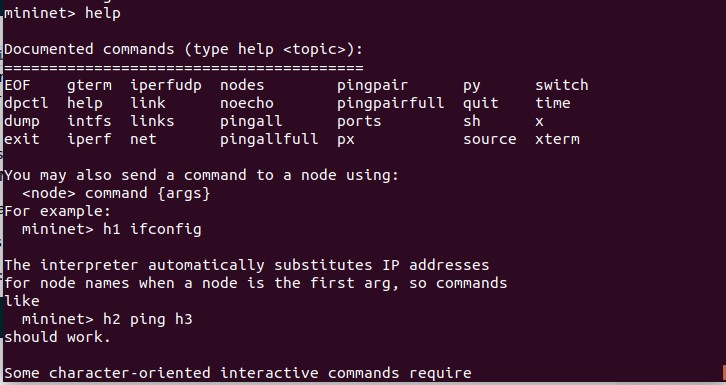 mininet> help
Documented commands (type help <topic>):
========================================
EOF    gterm  iperfudp  nodes        pingpair      py      switch
dpctl  help   link      noecho       pingpairfull  quit    time
dump   intfs  links     pingall      ports         sh      x
exit   iperf  net       pingallfull  px            source  xterm
You may also send a command to a node using:
  <node> command {args}
For example:
  mininet> h1 ifconfig
The interpreter automatically substitutes IP addresses
for node names when a node is the first arg, so commands
like
  mininet> h2 ping h3
should work.
Some character-oriented interactive commands require